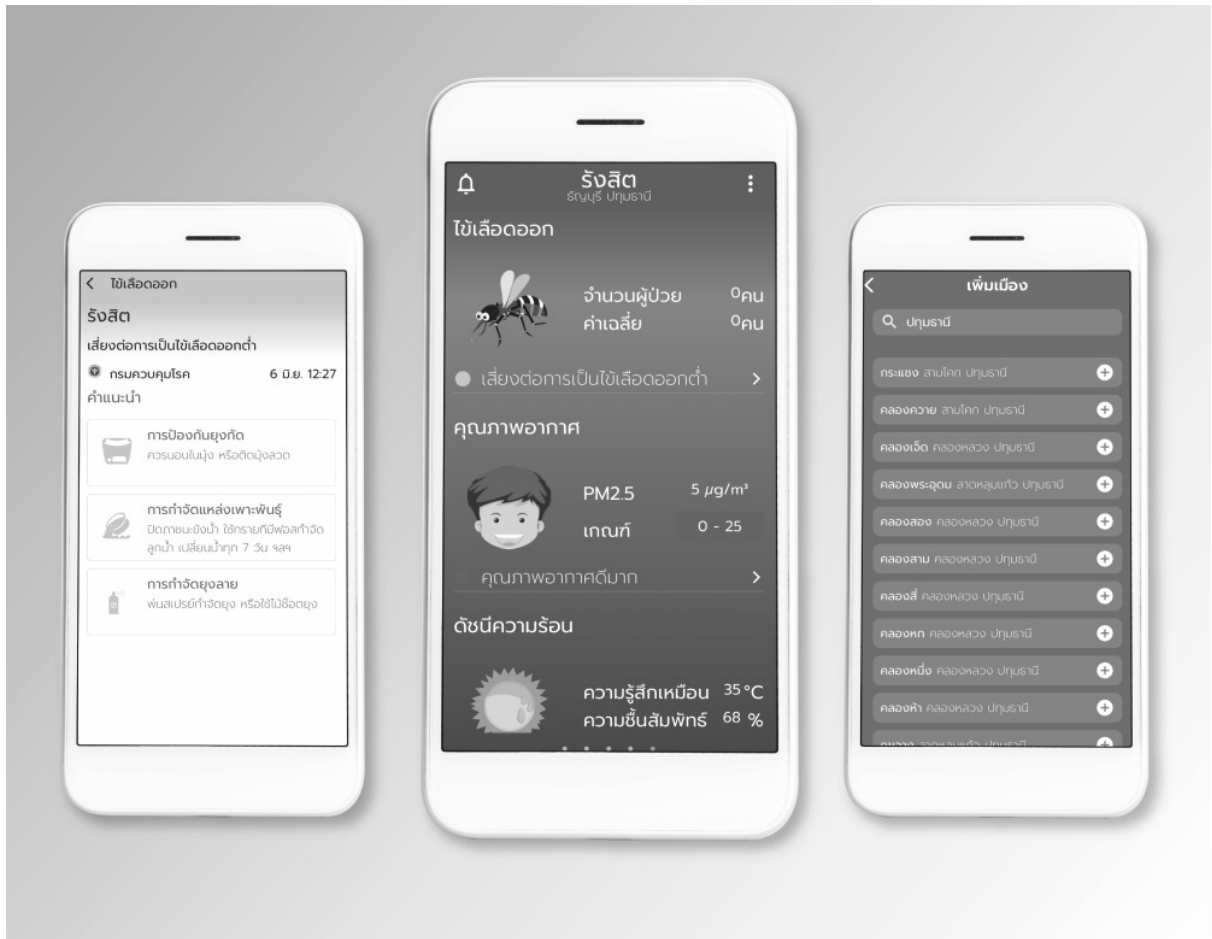 ไข้เลือดออก
รังสิต
เสี่ยงต่อการเป็นไข้เลือดออกต่ำ
กรมควบคุมโรค 6 มิ.ย. 12:27
คำแนะนำ
การป้องกันยุงกัด
ควรนอนในมุ้ง หรือติดมุ้งลวด
การกำจัดแหล่งเพาะพันธุ์
ปิดภาชนะขังน้ำ ใช้ทรายทีมีฟอสกำจัด
ลูกน้ำ เปลี่ยนน้ำทุก 7 วัน ฯลฯ
การกำจัดยุงลาย
พ่นสเปรย์กำจัดยุง หรือใช้ไม้ช็อตยุง
รังสิต
ธัญบุรี ปทุมธานี
ไข้เลือดออก
จำนวนผู้ป่วย 0คน
ค่าเฉลี่ย 0คน
เสี่ยงต่อการเป็นไข้เลือดออกต่ำ
คุณภาพอากาศ
PM2.5 5 µg/m³
เกณฑ์ 0 - 25
คุณภาพอากาศดีมาก
ดัชนีความร้อน
ความรู้สึกเหมือน 35 °C
ความชื้นสัมพัทธ์ 68 %
เพิ่มเมือง
ปทุมธานี
กระแชง สามโคก ปทุมธานี
คลองควาย สามโคก ปทุมธานี
คลองเจ็ด คลองหลวง ปทุมธานี
คลองพระอุดม ลาดหลุมแก้ว ปทุมธานี
คลองสอง คลองหลวง ปทุมธานี
คลองสาม คลองหลวง ปทุมธานี
คลองสี่ คลองหลวง ปทุมธานี
คลองหก คลองหลวง ปทุมธานี
คลองหนึ่ง คลองหลวง ปทุมธานี
คลองห้า คลองหลวง ปทุมธานี